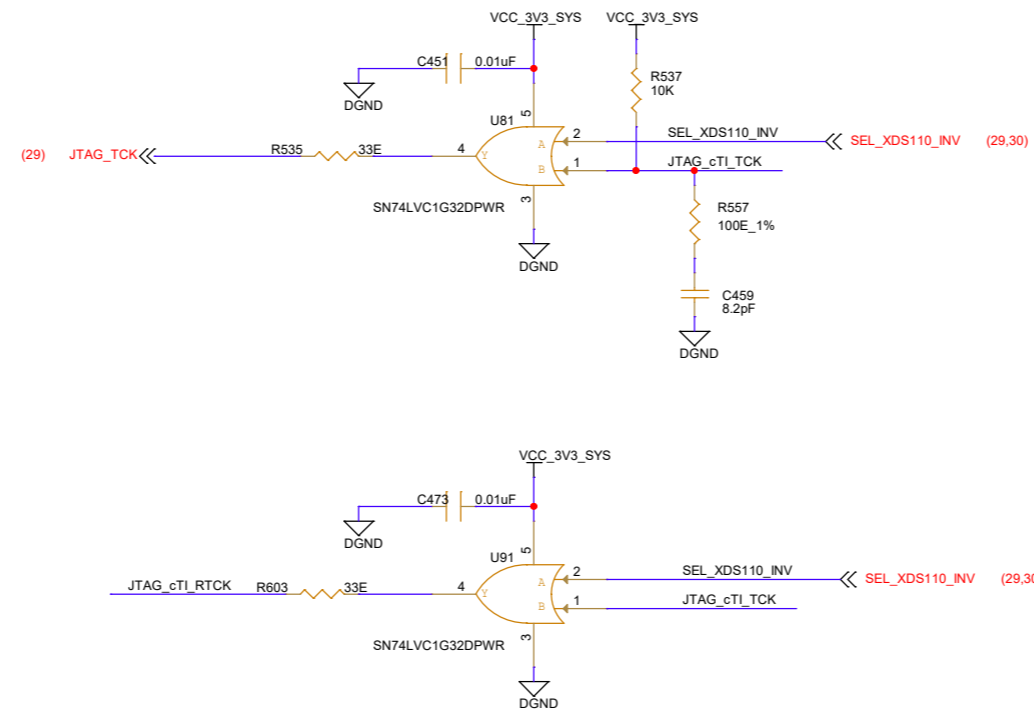 VCC_3V3_SYS
VCC_3V3_SYS
C451
0.01uF
R537
10K
DGND
5
U81
2
SEL_XDS110_INV
SEL_XDS110_INV
(29,30)
A
(29)
JTAG_TCK
R535
33E
4
Y
B
1
JTAG_cTI_TCK
3
SN74LVC1G32DPWR
R557
100E_1%
DGND
C459
8.2pF
DGND
VCC_3V3_SYS
C473
0.01uF
DGND
5
U91
2
SEL_XDS110_INV
SEL_XDS110_INV
(29,30
A
JTAG_cTI_RTCK
R603
33E
4
Y
B
1
JTAG_cTI_TCK
3
SN74LVC1G32DPWR
DGND